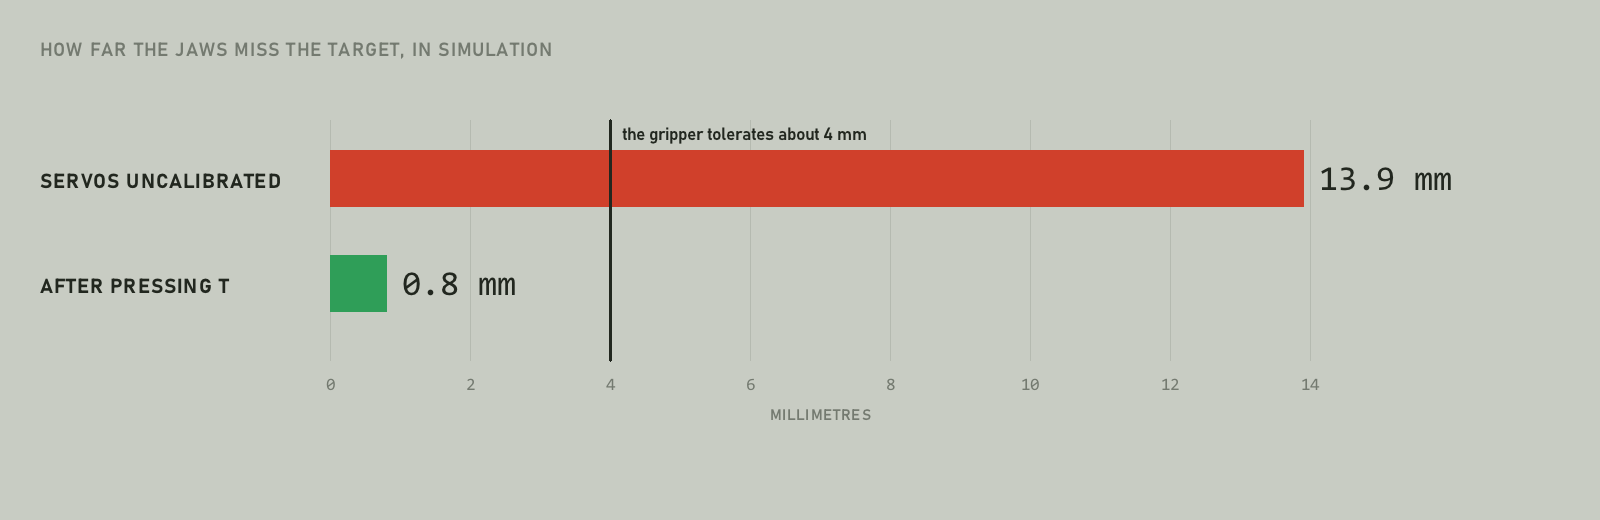 HOW FAR THE JAWS MISS THE TARGET, IN SIMULATION
the gripper tolerates about 4 mm
SERVOS UNCALIBRATED
13.9 mm
AFTER PRESSING T
0.8 mm
0 2 4 6 8 10 12 14
MILLIMETRES